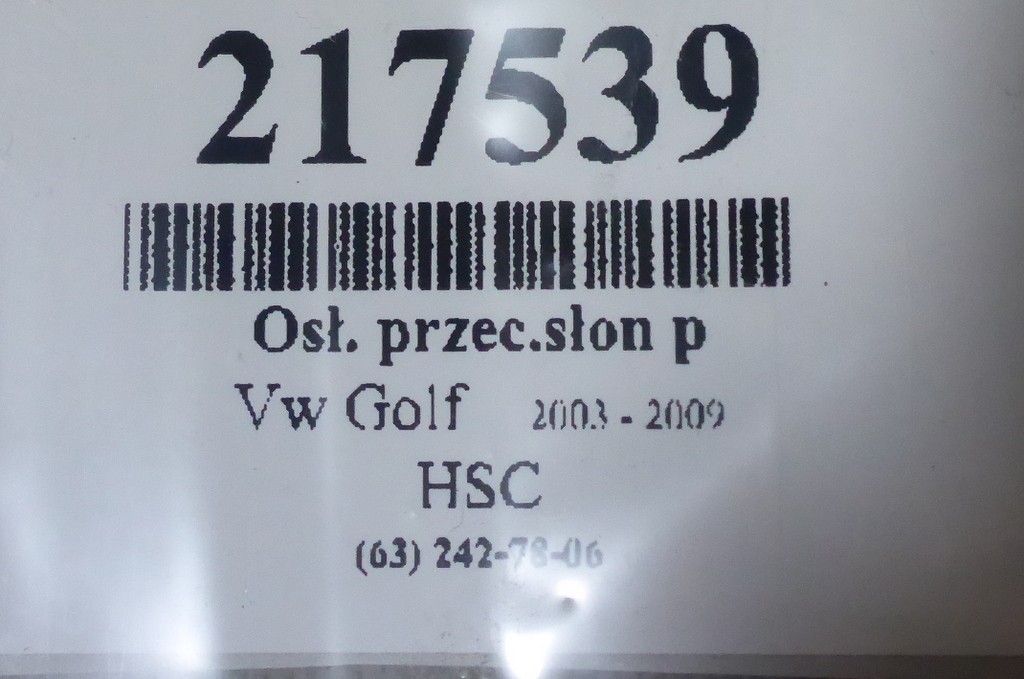 217539
Osł. przec.słon p
Vw Golf 2003 - 2009
HSC
(63) 242-78-06